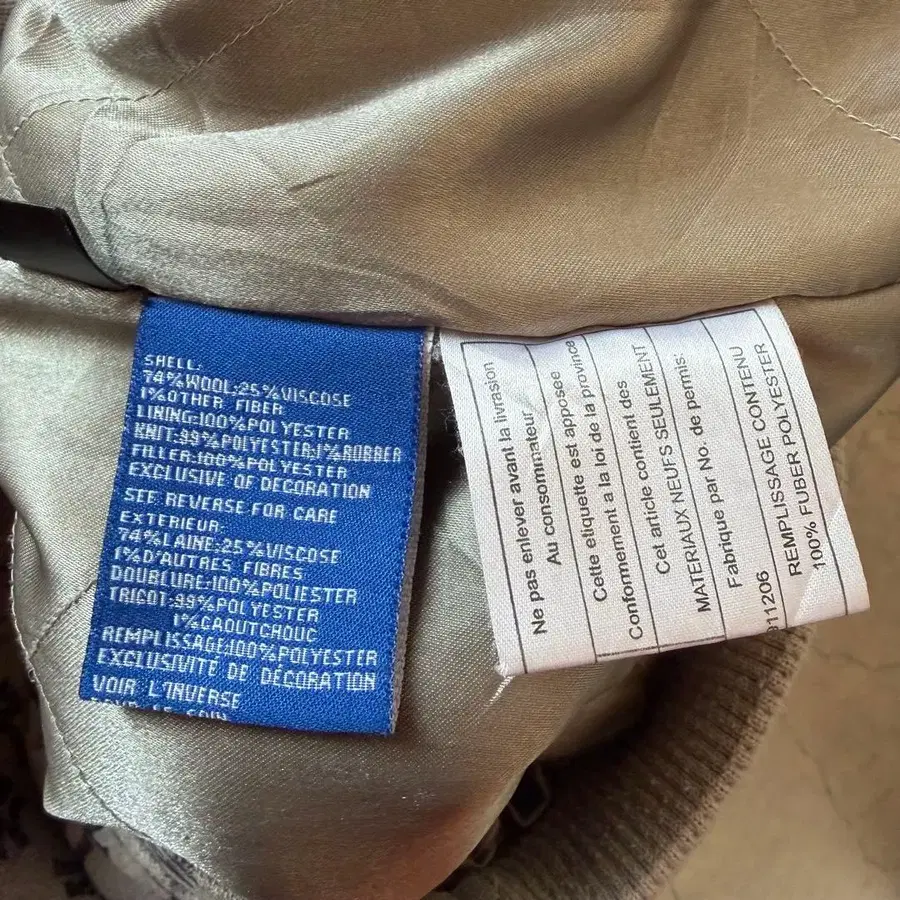 SHELL:
74%WOOL;25%VISCOSE
1%OTHER FIBER
LINING:100%POLYESTER
KNIT:99%POLYESTER;1%RUBBER
FILLER:100%POLYESTER
EXCLUSIVE OF DECORATION
SEE REVERSE FOR CARE
EXTERIEUR:
74%LAINE;25%VISCOSE
1%D'AUTRES FIBRES
DOUBLURE:100%POLIESTER
TRICOT:99%POLYESTER
1%CAOUTCHOUC
REMPLISSAGE:100%POLYESTER
EXCLUSIVITE DE DECORATION
VOIR L'INVERSE
Ne pas enlever avant la livrasion
Au consommateur
Cette etiquette est apposee
Conformement a la loi de la province
Cet article contient des
MATERIAUX NEUFS SEULEMENT
Fabrique par No. de permis:
11206
REMPLISSAGE CONTENU
100% FUBER POLYESTER